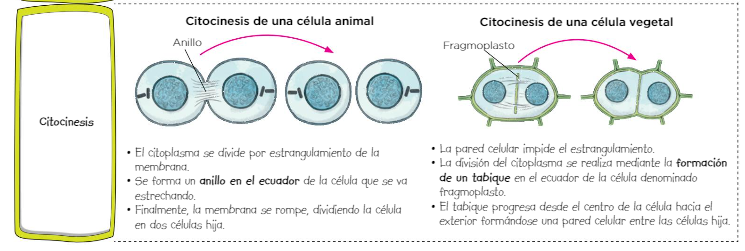 Citocinesis
Citocinesis de una célula animal
Anillo
• El citoplasma se divide por estrangulamiento de la
membrana.
• Se forma un anillo en el ecuador de la célula que se va
estrechando.
• Finalmente, la membrana se rompe, dividiendo la célula
en dos células hija.
Citocinesis de una célula vegetal
Fragmoplasto
• La pared celular impide el estrangulamiento.
• La división del citoplasma se realiza mediante la formación
de un tabique en el ecuador de la célula denominado
fragmoplasto.
• El tabique progresa desde el centro de la célula hacia el
exterior formándose una pared celular entre las células hija.